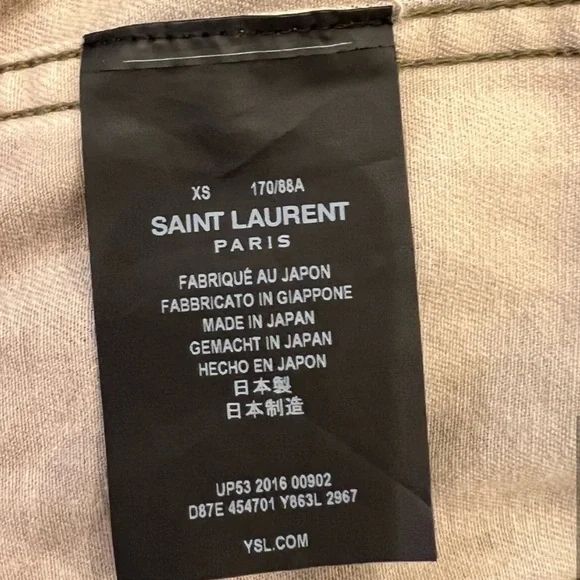 XS 170/88A
SAINT LAURENT
PARIS
FABRIQUÉ AU JAPON
FABBRICATO IN GIAPPONE
MADE IN JAPAN
GEMACHT IN JAPAN
HECHO EN JAPON
日本製
日本制造
UP53 2016 00902
D87E 454701 Y863L 2967
YSL.COM